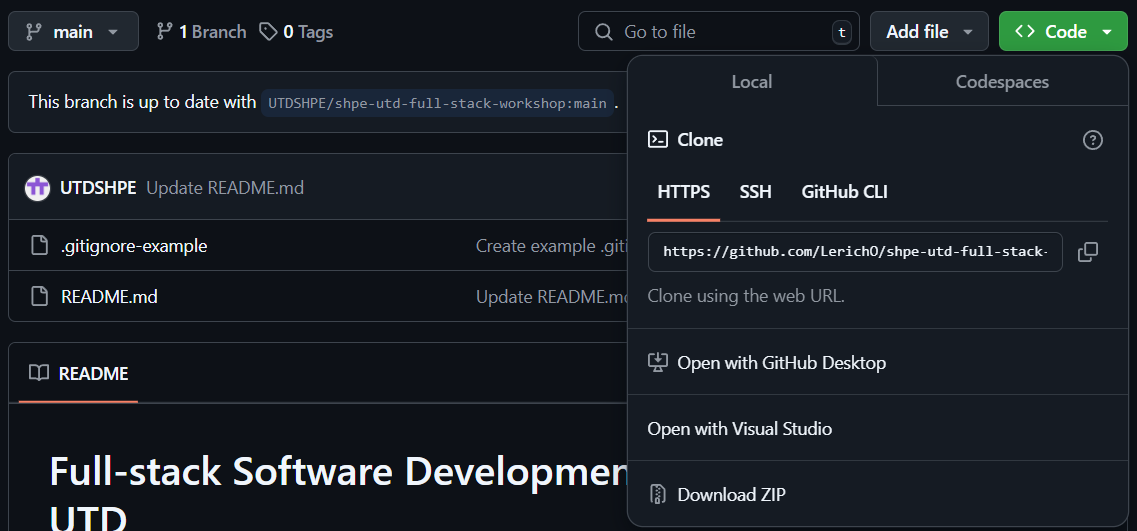 main
1 Branch
0 Tags
Go to file
t
Add file
Code
This branch is up to date with UTDSHPE/shpe-utd-full-stack-workshop:main .
Local
Codespaces
Clone
HTTPS
SSH
GitHub CLI
https://github.com/LerichO/shpe-utd-full-stack-
Clone using the web URL.
Open with GitHub Desktop
Open with Visual Studio
Download ZIP
UTDSHPE Update README.md
.gitignore-example
Create example .giti
README.md
Update README.m
README
Full-stack Software Developmen
UTD